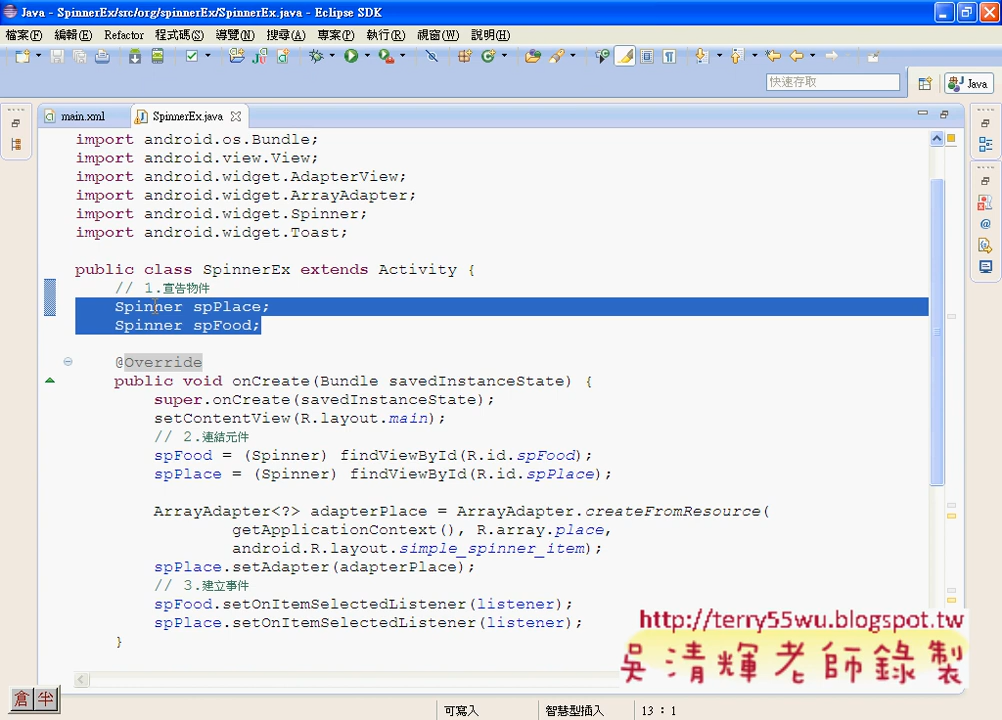 Java - SpinnerEx/src/org/spinnerEx/SpinnerEx.java - Eclipse SDK
檔案(F) 編輯(E) Refactor 程式碼(S) 導覽(N) 搜尋(A) 專案(P) 執行(R) 視窗(W) 說明(H)
快速存取
Java
main.xml SpinnerEx.java
import android.os.Bundle;
import android.view.View;
import android.widget.AdapterView;
import android.widget.ArrayAdapter;
import android.widget.Spinner;
import android.widget.Toast;
public class SpinnerEx extends Activity {
// 1.宣告物件
Spinner spPlace;
Spinner spFood;
@Override
public void onCreate(Bundle savedInstanceState) {
super.onCreate(savedInstanceState);
setContentView(R.layout.main);
// 2.連結元件
spFood = (Spinner) findViewById(R.id.spFood);
spPlace = (Spinner) findViewById(R.id.spPlace);
ArrayAdapter<?> adapterPlace = ArrayAdapter.createFromResource(
getApplicationContext(), R.array.place,
android.R.layout.simple_spinner_item);
spPlace.setAdapter(adapterPlace);
// 3.建立事件
spFood.setOnItemSelectedListener(listener);
spPlace.setOnItemSelectedListener(listener);
}
http://terry55wu.blogspot.tw
吳清輝老師錄製
倉 半
可寫入 智慧型插入 13 : 1